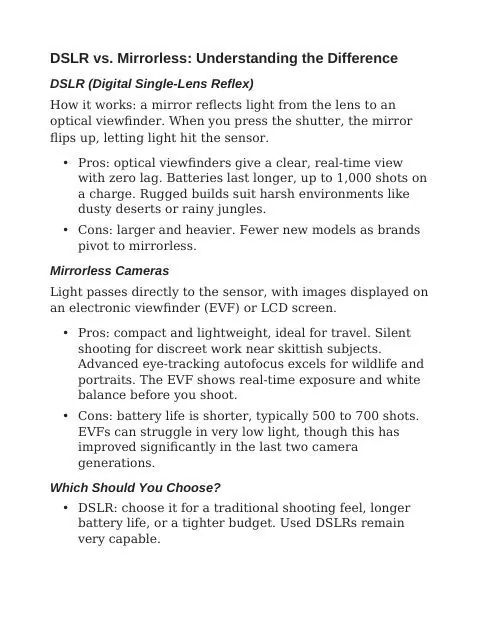 DSLR vs. Mirrorless: Understanding the Difference
DSLR (Digital Single-Lens Reflex)
How it works: a mirror reflects light from the lens to an
optical viewfinder. When you press the shutter, the mirror
flips up, letting light hit the sensor.
• Pros: optical viewfinders give a clear, real-time view
with zero lag. Batteries last longer, up to 1,000 shots on
a charge. Rugged builds suit harsh environments like
dusty deserts or rainy jungles.
• Cons: larger and heavier. Fewer new models as brands
pivot to mirrorless.
Mirrorless Cameras
Light passes directly to the sensor, with images displayed on
an electronic viewfinder (EVF) or LCD screen.
• Pros: compact and lightweight, ideal for travel. Silent
shooting for discreet work near skittish subjects.
Advanced eye-tracking autofocus excels for wildlife and
portraits. The EVF shows real-time exposure and white
balance before you shoot.
• Cons: battery life is shorter, typically 500 to 700 shots.
EVFs can struggle in very low light, though this has
improved significantly in the last two camera
generations.
Which Should You Choose?
• DSLR: choose it for a traditional shooting feel, longer
battery life, or a tighter budget. Used DSLRs remain
very capable.